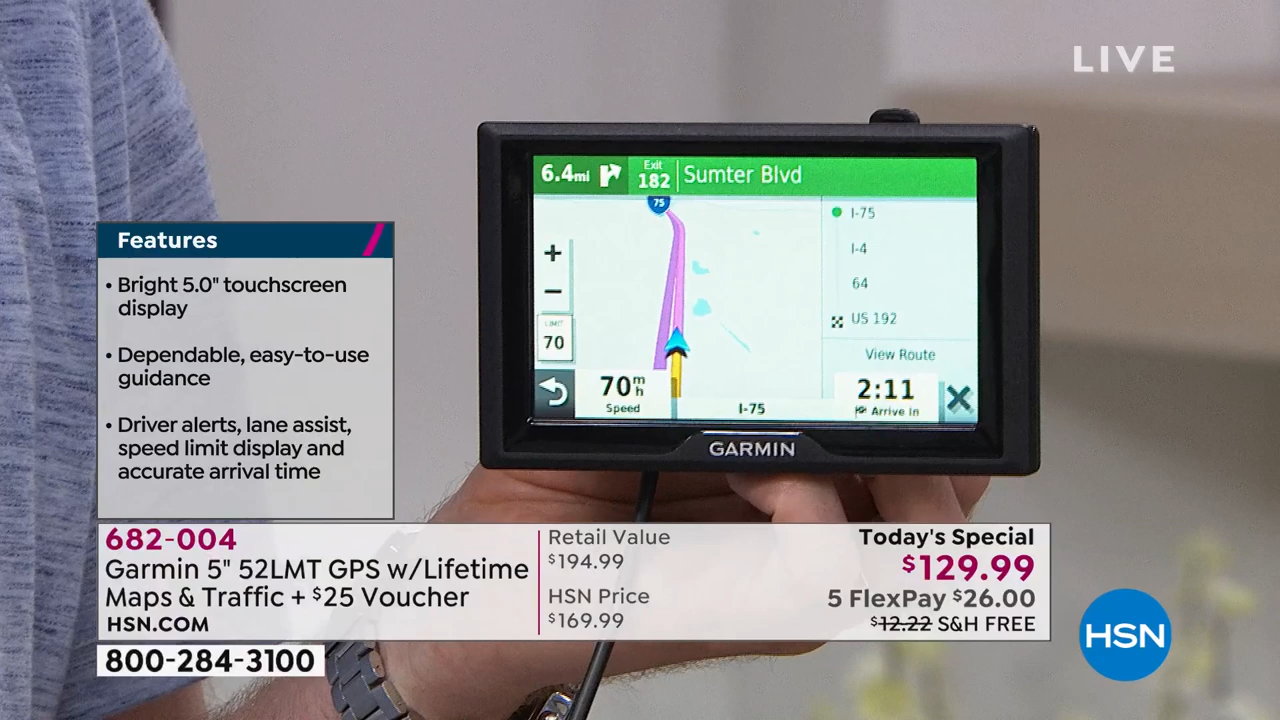 LIVE
6.4mi
Exit
182
Sumter Blvd
75
I-75
I-4
64
US 192
View Route
+
−
LIMIT
70
70 mh
Speed
I-75
2:11
Arrive In
GARMIN
Features
• Bright 5.0" touchscreen
display
• Dependable, easy-to-use
guidance
• Driver alerts, lane assist,
speed limit display and
accurate arrival time
682-004
Garmin 5" 52LMT GPS w/Lifetime
Maps & Traffic + $25 Voucher
HSN.COM
Retail Value
$194.99
HSN Price
$169.99
Today's Special
$129.99
5 FlexPay $26.00
$12.22 S&H FREE
800-284-3100
HSN